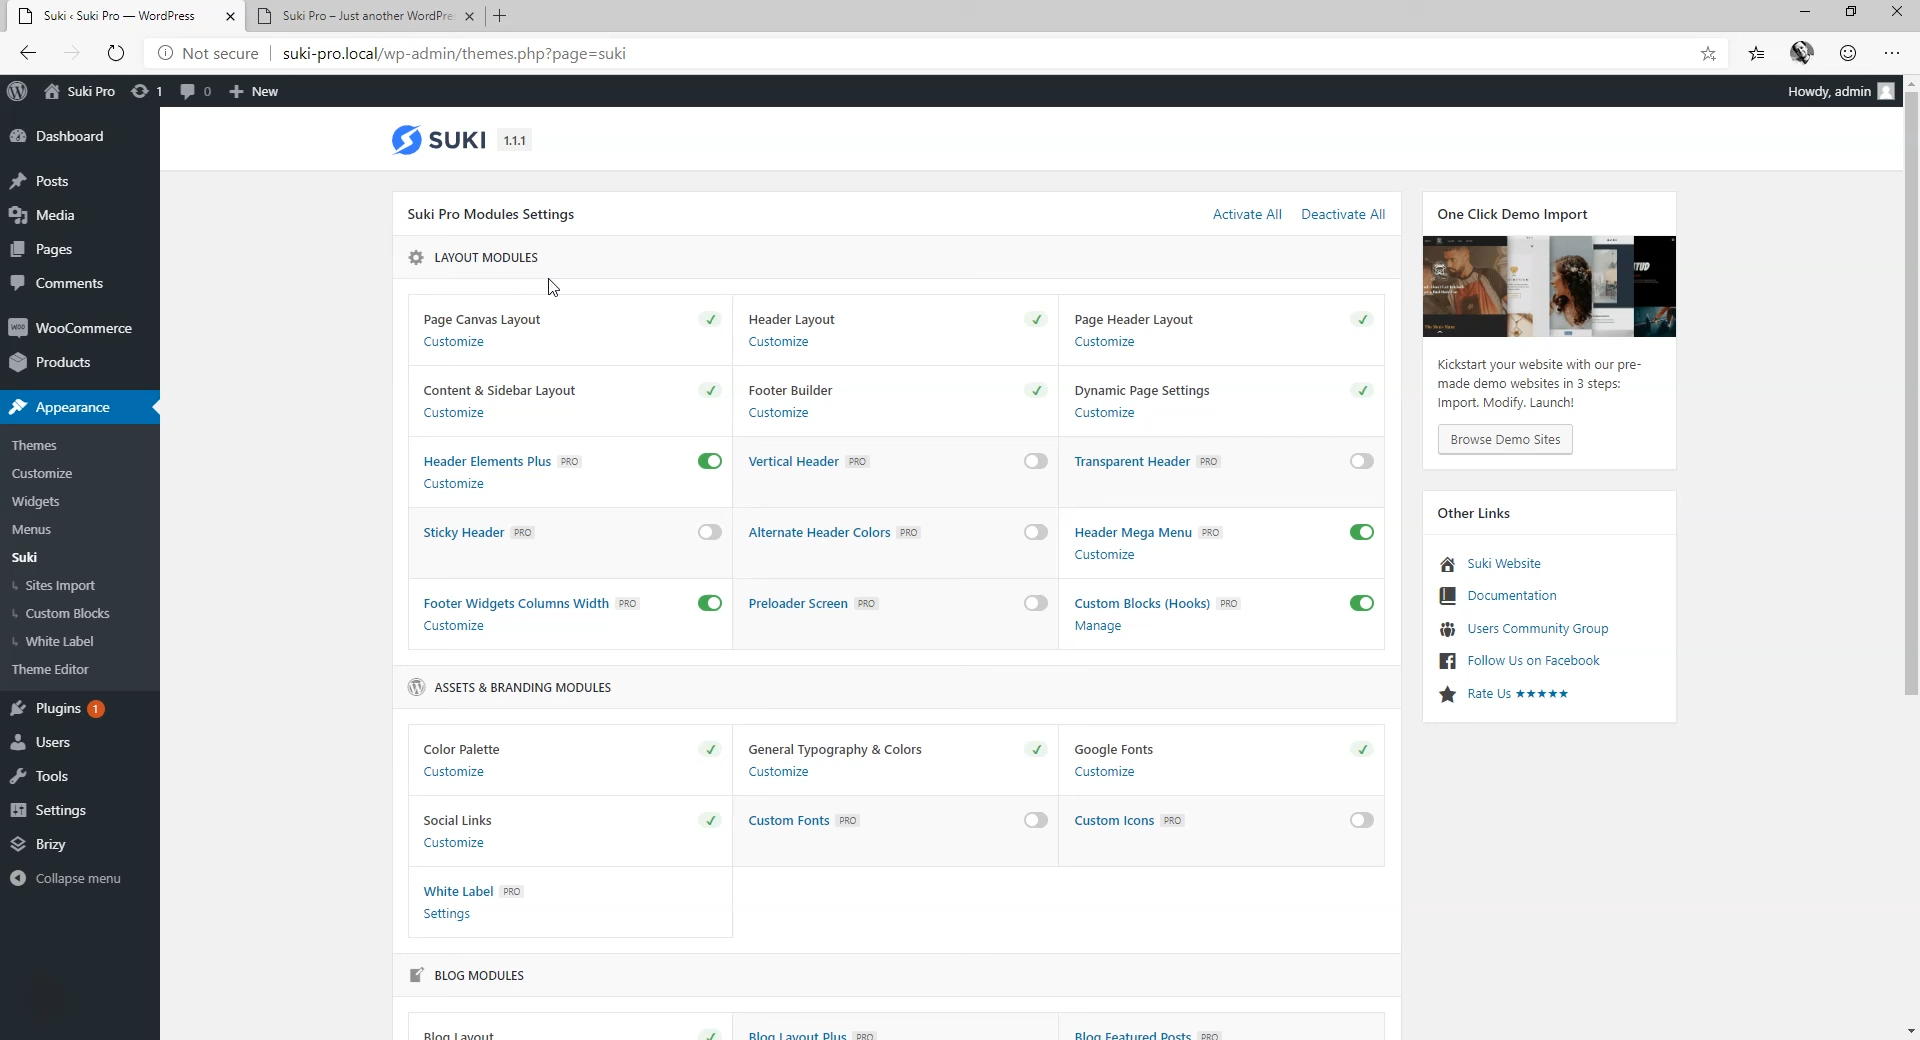 Suki ‹ Suki Pro — WordPress
Suki Pro – Just another WordPre
Not secure
suki-pro.local/wp-admin/themes.php?page=suki
Suki Pro
1
0
New
Howdy, admin
Dashboard
Posts
Media
Pages
Comments
WooCommerce
Products
Appearance
Themes
Customize
Widgets
Menus
Suki
Sites Import
Custom Blocks
White Label
Theme Editor
Plugins 1
Users
Tools
Settings
Brizy
Collapse menu
SUKI 1.1.1
Suki Pro Modules Settings
Activate All Deactivate All
LAYOUT MODULES
Page Canvas Layout
Customize
Header Layout
Customize
Page Header Layout
Customize
Content & Sidebar Layout
Customize
Footer Builder
Customize
Dynamic Page Settings
Customize
Header Elements Plus PRO
Customize
Vertical Header PRO
Transparent Header PRO
Sticky Header PRO
Alternate Header Colors PRO
Header Mega Menu PRO
Customize
Footer Widgets Columns Width PRO
Customize
Preloader Screen PRO
Custom Blocks (Hooks) PRO
Manage
ASSETS & BRANDING MODULES
Color Palette
Customize
General Typography & Colors
Customize
Google Fonts
Customize
Social Links
Customize
Custom Fonts PRO
Custom Icons PRO
White Label PRO
Settings
BLOG MODULES
Blog Layout
Blog Layout Plus PRO
Blog Featured Posts PRO
One Click Demo Import
Kickstart your website with our pre-
made demo websites in 3 steps:
Import. Modify. Launch!
Browse Demo Sites
Other Links
Suki Website
Documentation
Users Community Group
Follow Us on Facebook
Rate Us ★★★★★